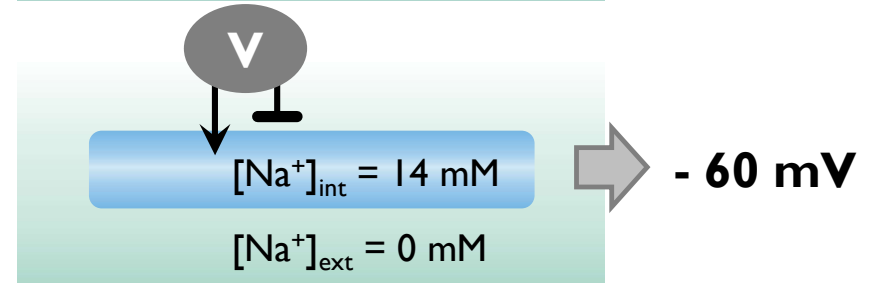 V
[Na⁺]ᵢₙₜ = 14 mM
- 60 mV
[Na⁺]ₑₓₜ = 0 mM